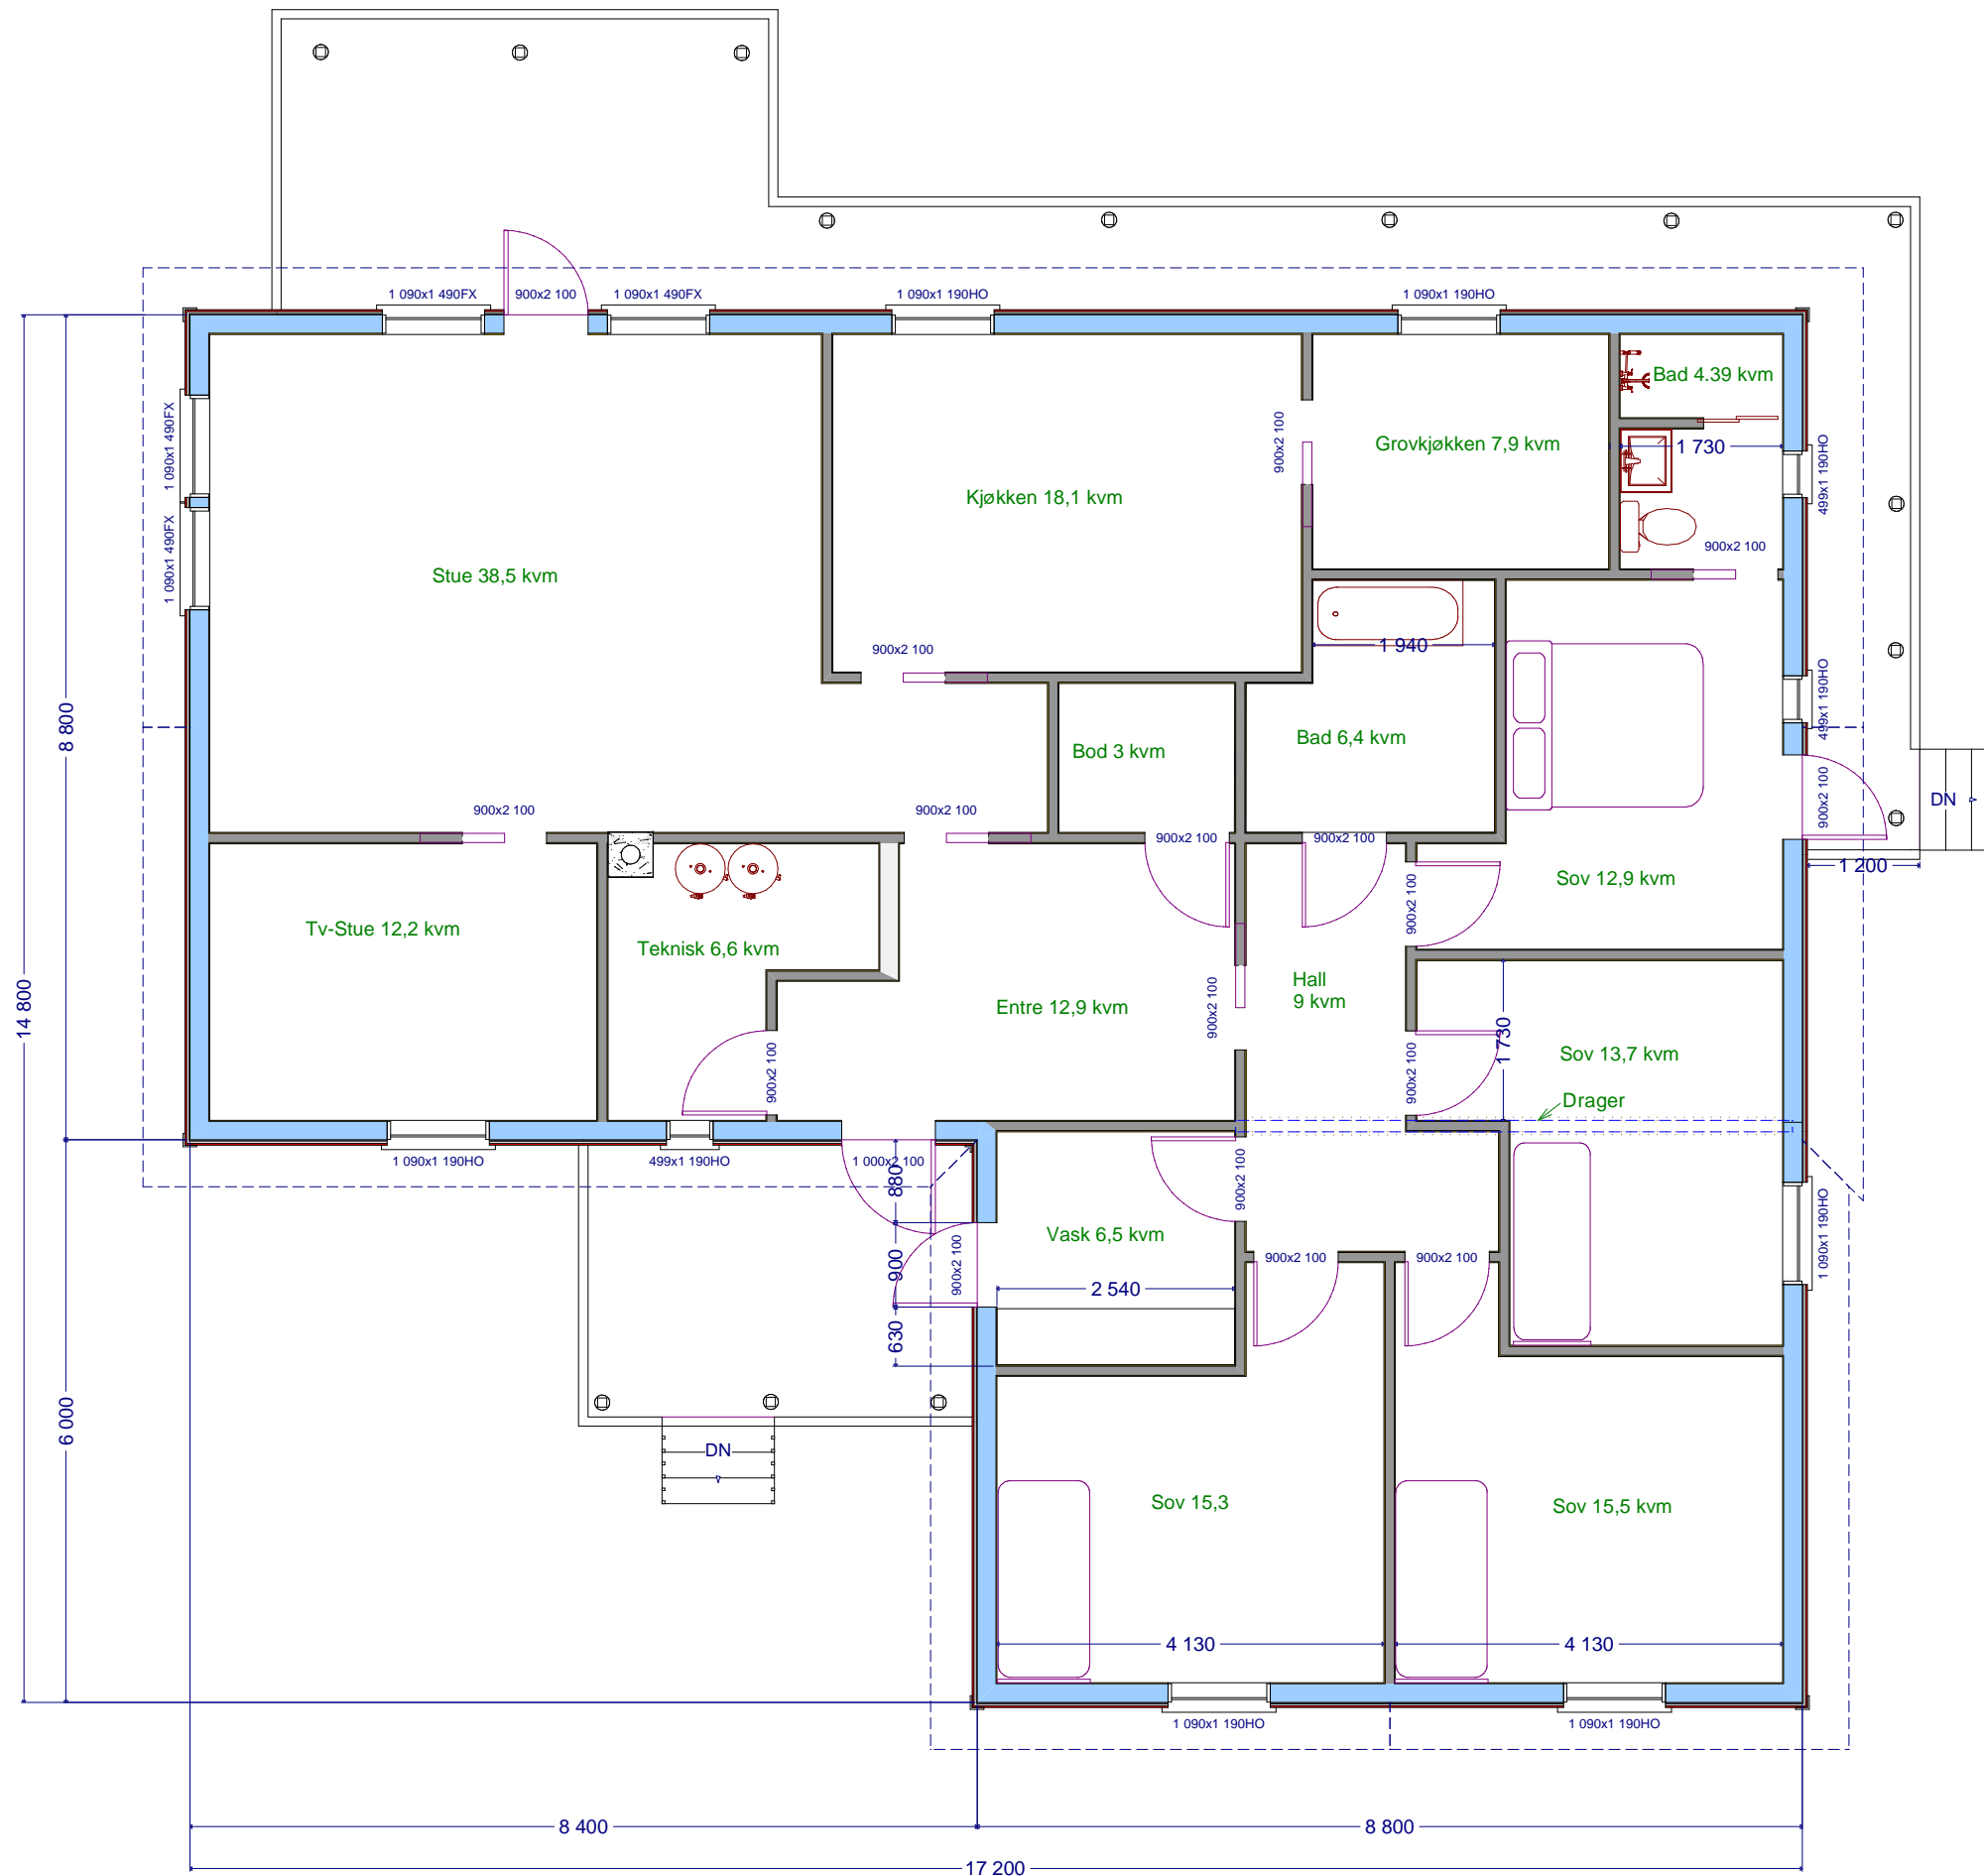 1 090x1 490FX
900x2 100
1 090x1 490FX
1 090x1 190HO
1 090x1 190HO
Bad 4.39 kvm
1 090x1 490FX
900x2 100
Grovkjøkken 7,9 kvm
1 730
499x1 190HO
Kjøkken 18,1 kvm
1 090x1 490FX
900x2 100
Stue 38,5 kvm
900x2 100
1 940
499x1 190HO
8 800
Bad 6,4 kvm
Bod 3 kvm
900x2 100
DN
900x2 100
900x2 100
900x2 100
900x2 100
1 200
Sov 12,9 kvm
900x2 100
Tv-Stue 12,2 kvm
Teknisk 6,6 kvm
Hall
9 kvm
14 800
Entre 12,9 kvm
900x2 100
1 730
Sov 13,7 kvm
900x2 100
900x2 100
Drager
1 090x1 190HO
499x1 190HO
1 000x2 100
880
900x2 100
Vask 6,5 kvm
1 090x1 190HO
900
900x2 100
900x2 100
900x2 100
2 540
630
6 000
DN
Sov 15,3
Sov 15,5 kvm
4 130
4 130
1 090x1 190HO
1 090x1 190HO
8 400
8 800
17 200